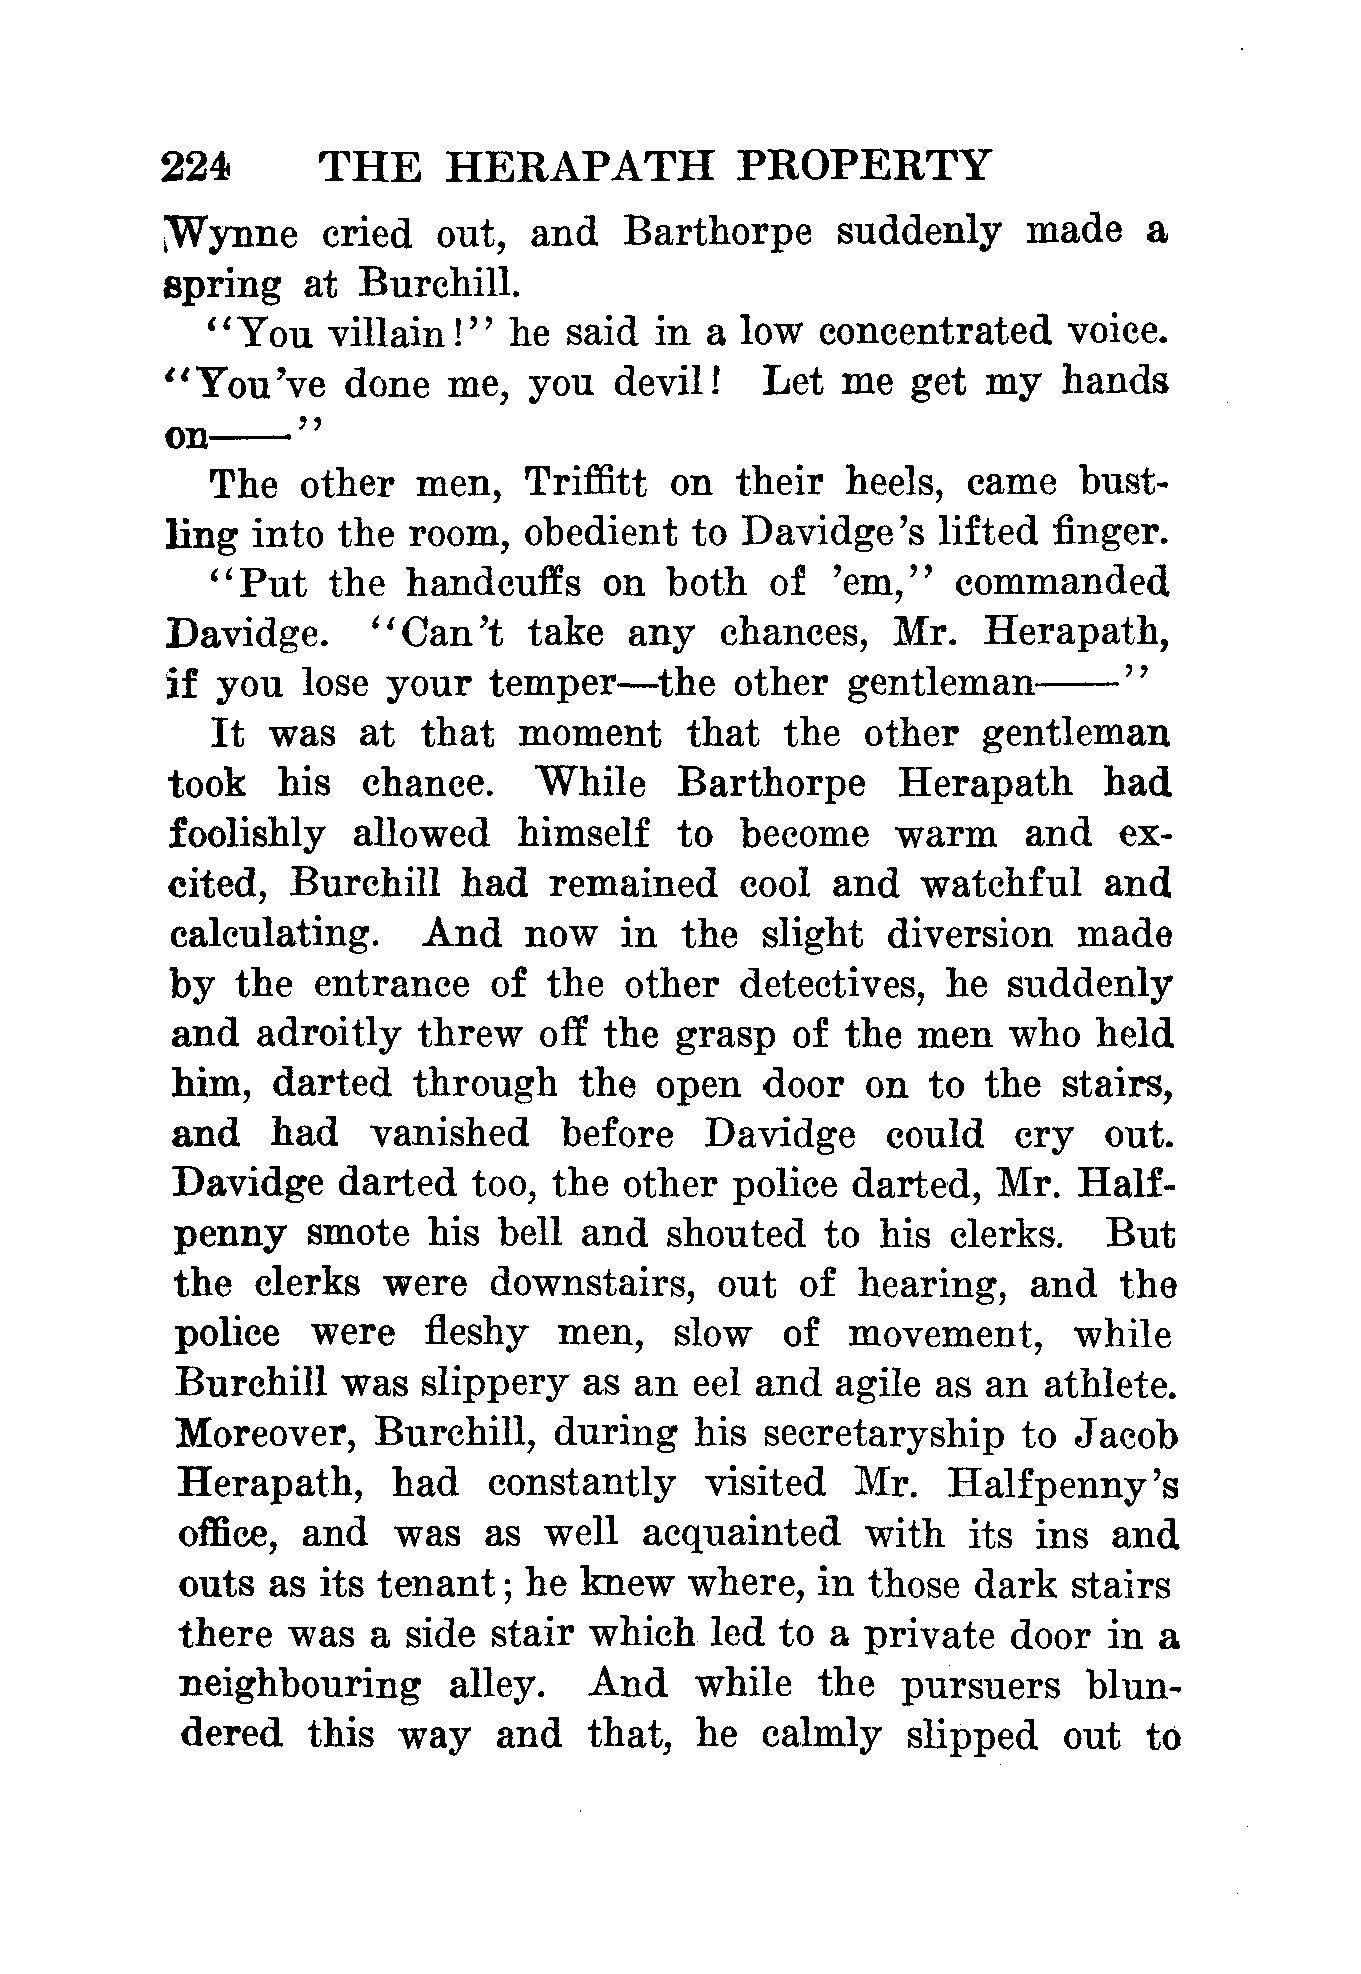 224 THE HERAPATH PROPERTY
Wynne cried out, and Barthorpe suddenly made a
spring at Burchill.
"You villain!" he said in a low concentrated voice.
"You've done me, you devil! Let me get my hands
on——"
The other men, Triffitt on their heels, came bust-
ling into the room, obedient to Davidge's lifted finger.
"Put the handcuffs on both of 'em," commanded
Davidge. "Can't take any chances, Mr. Herapath,
if you lose your temper—the other gentleman——"
It was at that moment that the other gentleman
took his chance. While Barthorpe Herapath had
foolishly allowed himself to become warm and ex-
cited, Burchill had remained cool and watchful and
calculating. And now in the slight diversion made
by the entrance of the other detectives, he suddenly
and adroitly threw off the grasp of the men who held
him, darted through the open door on to the stairs,
and had vanished before Davidge could cry out.
Davidge darted too, the other police darted, Mr. Half-
penny smote his bell and shouted to his clerks. But
the clerks were downstairs, out of hearing, and the
police were fleshy men, slow of movement, while
Burchill was slippery as an eel and agile as an athlete.
Moreover, Burchill, during his secretaryship to Jacob
Herapath, had constantly visited Mr. Halfpenny's
office, and was as well acquainted with its ins and
outs as its tenant; he knew where, in those dark stairs
there was a side stair which led to a private door in a
neighbouring alley. And while the pursuers blun-
dered this way and that, he calmly slipped out to